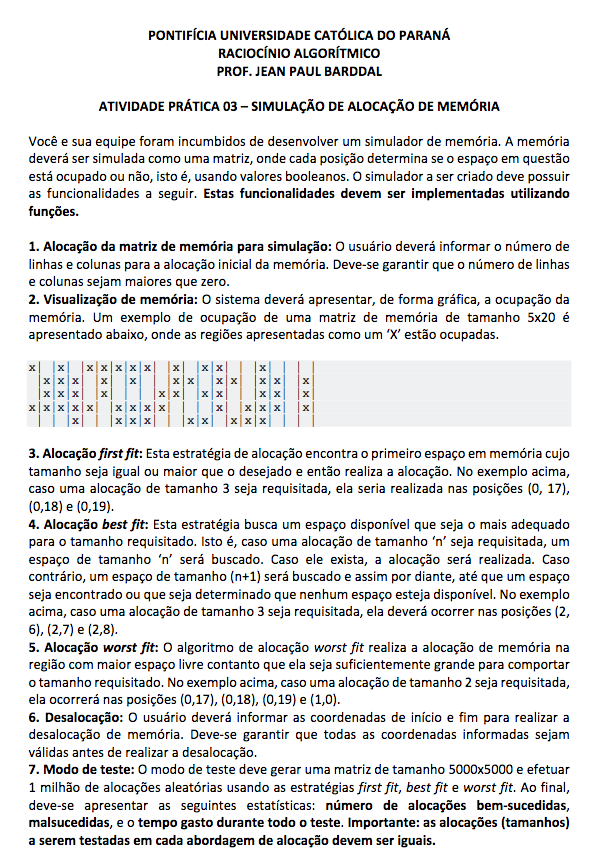 PONTIFÍCIA UNIVERSIDADE CATÓLICA DO PARANÁ
RACIOCÍNIO ALGORÍTMICO
PROF. JEAN PAUL BARDDAL
ATIVIDADE PRÁTICA 03 – SIMULAÇÃO DE ALOCAÇÃO DE MEMÓRIA
Você e sua equipe foram incumbidos de desenvolver um simulador de memória. A memória
deverá ser simulada como uma matriz, onde cada posição determina se o espaço em questão
está ocupado ou não, isto é, usando valores booleanos. O simulador a ser criado deve possuir
as funcionalidades a seguir. Estas funcionalidades devem ser implementadas utilizando
funções.
1. Alocação da matriz de memória para simulação: O usuário deverá informar o número de
linhas e colunas para a alocação inicial da memória. Deve-se garantir que o número de linhas
e colunas sejam maiores que zero.
2. Visualização de memória: O sistema deverá apresentar, de forma gráfica, a ocupação da
memória. Um exemplo de ocupação de uma matriz de memória de tamanho 5x20 é
apresentado abaixo, onde as regiões apresentadas como um ‘X’ estão ocupadas.
x| |x| |x|x|x|x|x| |x| |x|x| | |x| | | |
 |x|x|x| |x| |x| | |x|x| |x|x| |x|x| |x|
 |x|x|x| |x| | | |x|x| |x|x|x| |x|x| |x|
x|x|x|x|x| |x|x|x|x| | | |x| |x|x|x| |x|
 | | |x| | |x|x|x| | |x|x| |x|x|x| | | |
3. Alocação first fit: Esta estratégia de alocação encontra o primeiro espaço em memória cujo
tamanho seja igual ou maior que o desejado e então realiza a alocação. No exemplo acima,
caso uma alocação de tamanho 3 seja requisitada, ela seria realizada nas posições (0, 17),
(0,18) e (0,19).
4. Alocação best fit: Esta estratégia busca um espaço disponível que seja o mais adequado
para o tamanho requisitado. Isto é, caso uma alocação de tamanho ‘n’ seja requisitada, um
espaço de tamanho ‘n’ será buscado. Caso ele exista, a alocação será realizada. Caso
contrário, um espaço de tamanho (n+1) será buscado e assim por diante, até que um espaço
seja encontrado ou que seja determinado que nenhum espaço esteja disponível. No exemplo
acima, caso uma alocação de tamanho 3 seja requisitada, ela deverá ocorrer nas posições (2,
6), (2,7) e (2,8).
5. Alocação worst fit: O algoritmo de alocação worst fit realiza a alocação de memória na
região com maior espaço livre contanto que ela seja suficientemente grande para comportar
o tamanho requisitado. No exemplo acima, caso uma alocação de tamanho 2 seja requisitada,
ela ocorrerá nas posições (0,17), (0,18), (0,19) e (1,0).
6. Desalocação: O usuário deverá informar as coordenadas de início e fim para realizar a
desalocação de memória. Deve-se garantir que todas as coordenadas informadas sejam
válidas antes de realizar a desalocação.
7. Modo de teste: O modo de teste deve gerar uma matriz de tamanho 5000x5000 e efetuar
1 milhão de alocações aleatórias usando as estratégias first fit, best fit e worst fit. Ao final,
deve-se apresentar as seguintes estatísticas: número de alocações bem-sucedidas,
malsucedidas, e o tempo gasto durante todo o teste. Importante: as alocações (tamanhos)
a serem testadas em cada abordagem de alocação devem ser iguais.